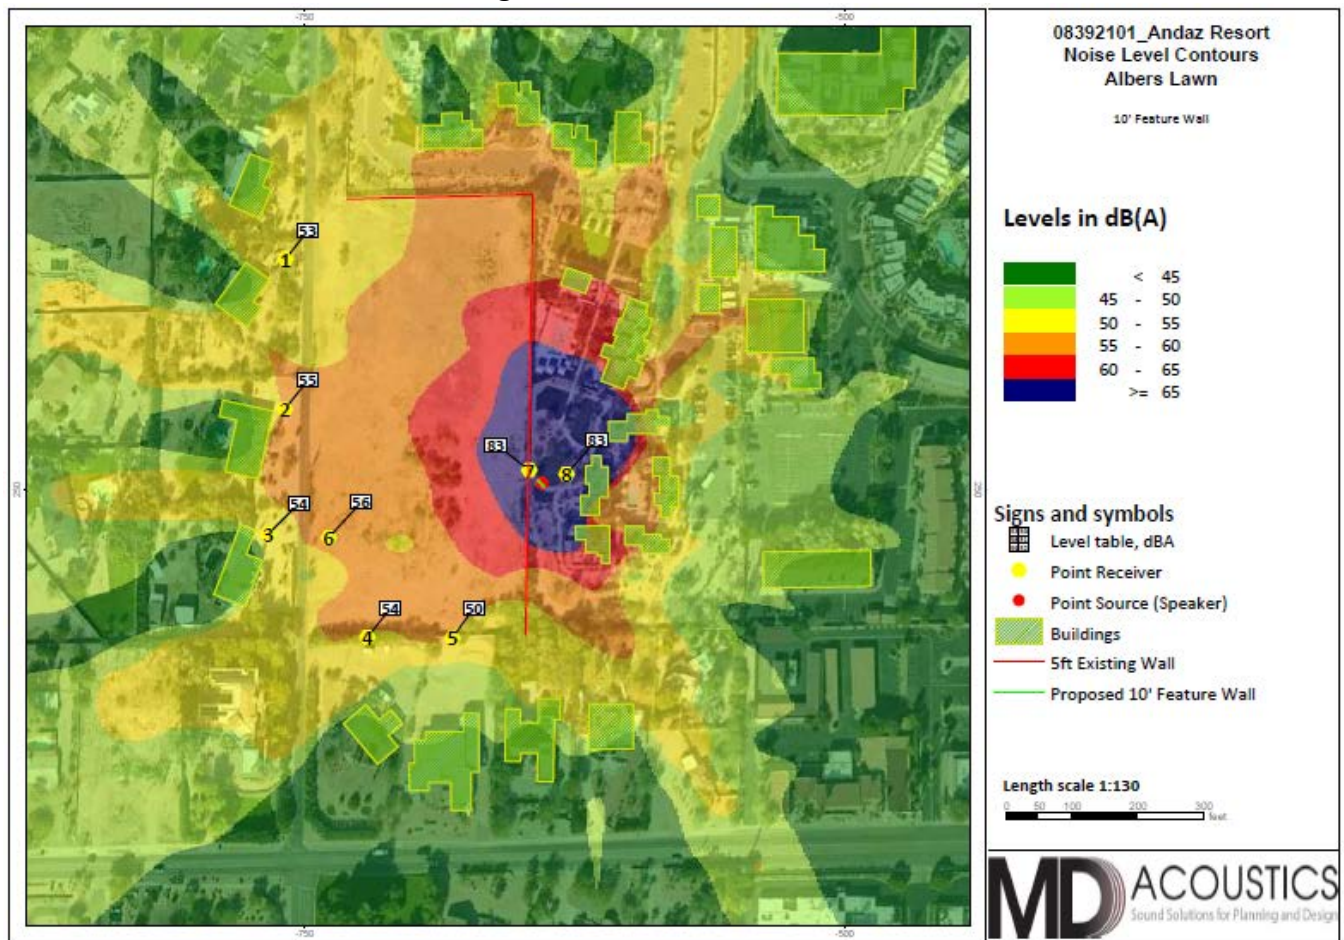 -750
-500
53
1
55
2
83
83
7
8
250
250
54
56
3
6
54
50
4
5
-750
-500
08392101_Andaz Resort
Noise Level Contours
Albers Lawn
10' Feature Wall
Levels in dB(A)
< 45
45 - 50
50 - 55
55 - 60
60 - 65
>= 65
Signs and symbols
Level table, dBA
Point Receiver
Point Source (Speaker)
Buildings
5ft Existing Wall
Proposed 10' Feature Wall
Length scale 1:130
0 50 100 200 300
feet
MD ACOUSTICS
Sound Solutions for Planning and Design